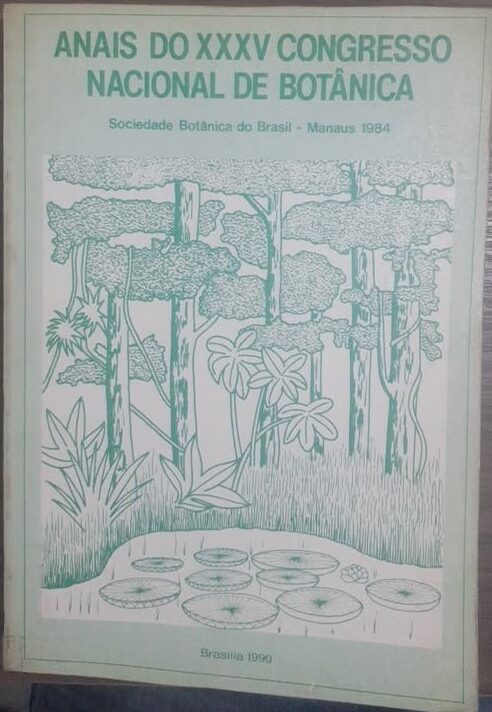 ANAIS DO XXXV CONGRESSO
NACIONAL DE BOTÂNICA
Sociedade Botânica do Brasil - Manaus 1984
Brasília 1990